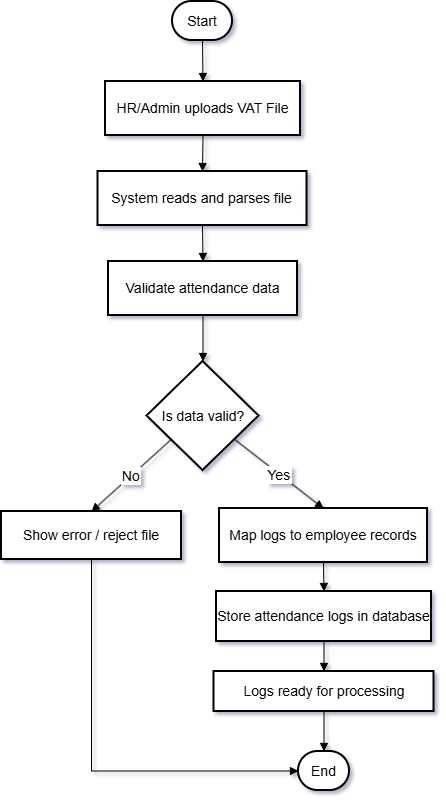 Start
HR/Admin uploads VAT File
System reads and parses file
Validate attendance data
Is data valid?
No
Yes
Show error / reject file
Map logs to employee records
Store attendance logs in database
Logs ready for processing
End